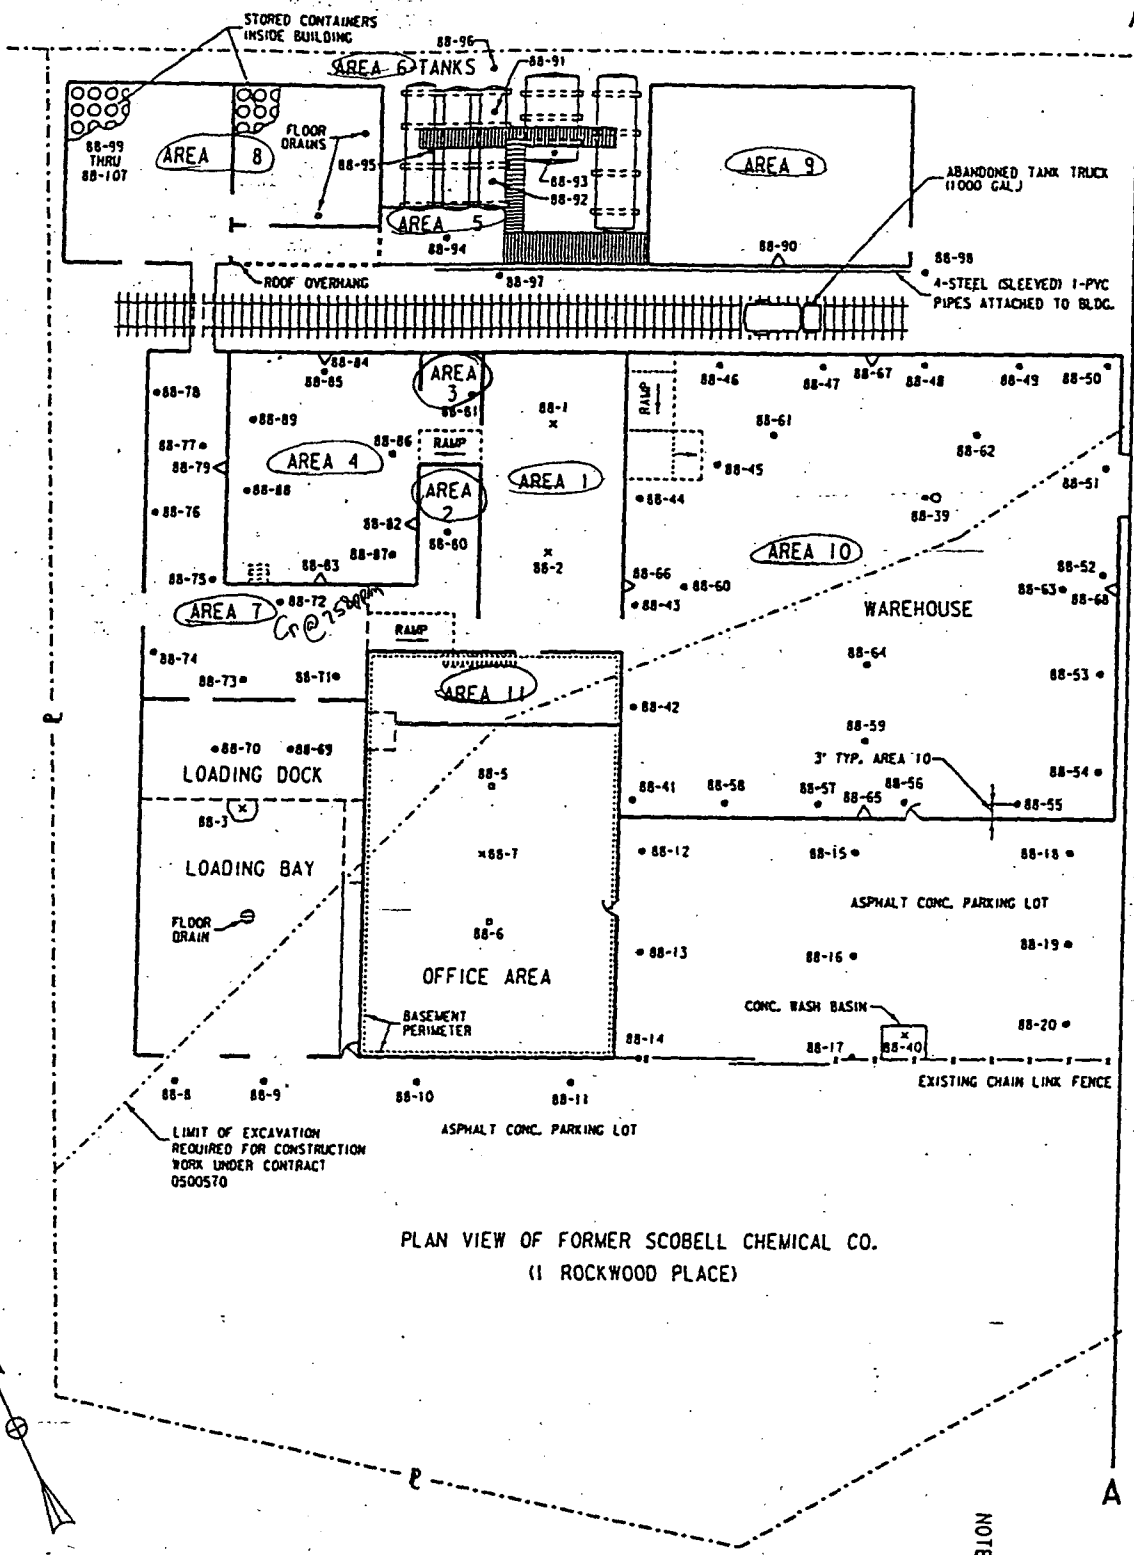 STORED CONTAINERS
INSIDE BUILDING
88-96
88-91
AREA 6-TANKS
88-99
THRU
88-107
AREA 8
FLOOR
DRAINS
88-95
88-93
88-92
AREA 5
88-94
AREA 9
ABANDONED TANK TRUCK
(1000 GAL.)
88-90
88-98
88-97
ROOF OVERHANG
4-STEEL (SLEEVED) 1-PVC
PIPES ATTACHED TO BLDG.
88-84
88-85
88-78
88-89
AREA
3
88-81
88-1
RAMP
88-46
88-47
88-67
88-48
88-49
88-50
88-77
88-79
88-86
RAMP
88-61
88-62
AREA 4
AREA 1
88-45
88-51
88-88
AREA
2
88-44
88-39
88-76
88-82
88-80
88-87
88-2
AREA 10
88-75
88-83
88-66
88-60
88-52
88-63
88-68
AREA 7
88-72
Cr @ 258ppm
88-43
WAREHOUSE
RAMP
88-74
88-73
88-71
AREA 11
88-64
88-53
88-42
88-70
88-69
LOADING DOCK
88-59
3' TYP. AREA 10
88-5
88-54
88-3
88-41
88-58
88-57
88-65
88-56
88-55
LOADING BAY
88-7
88-12
88-15
88-18
FLOOR
DRAIN
ASPHALT CONC. PARKING LOT
88-6
88-13
88-16
88-19
OFFICE AREA
CONC. WASH BASIN
BASEMENT
PERIMETER
88-14
88-17
88-40
88-20
EXISTING CHAIN LINK FENCE
88-8
88-9
88-10
88-11
LIMIT OF EXCAVATION
REQUIRED FOR CONSTRUCTION
WORK UNDER CONTRACT
0500570
ASPHALT CONC. PARKING LOT
PLAN VIEW OF FORMER SCOBELL CHEMICAL CO.
(1 ROCKWOOD PLACE)
A